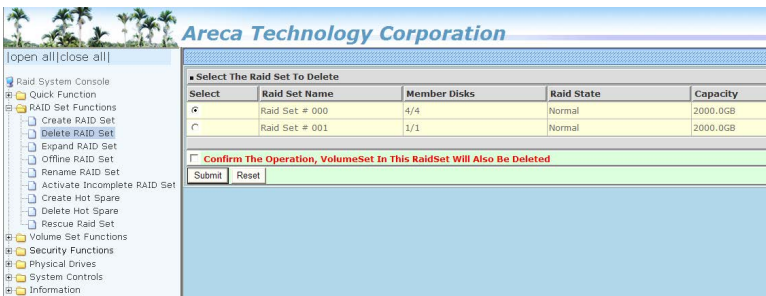 Areca Technology Corporation
|open all|close all|
Raid System Console
Quick Function
RAID Set Functions
Create RAID Set
Delete RAID Set
Expand RAID Set
Offline RAID Set
Rename RAID Set
Activate Incomplete RAID Set
Create Hot Spare
Delete Hot Spare
Rescue Raid Set
Volume Set Functions
Security Functions
Physical Drives
System Controls
Information
Select The Raid Set To Delete
Select Raid Set Name Member Disks Raid State Capacity
Raid Set # 000 4/4 Normal 2000.0GB
Raid Set # 001 1/1 Normal 2000.0GB
Confirm The Operation, VolumeSet In This RaidSet Will Also Be Deleted
Submit Reset